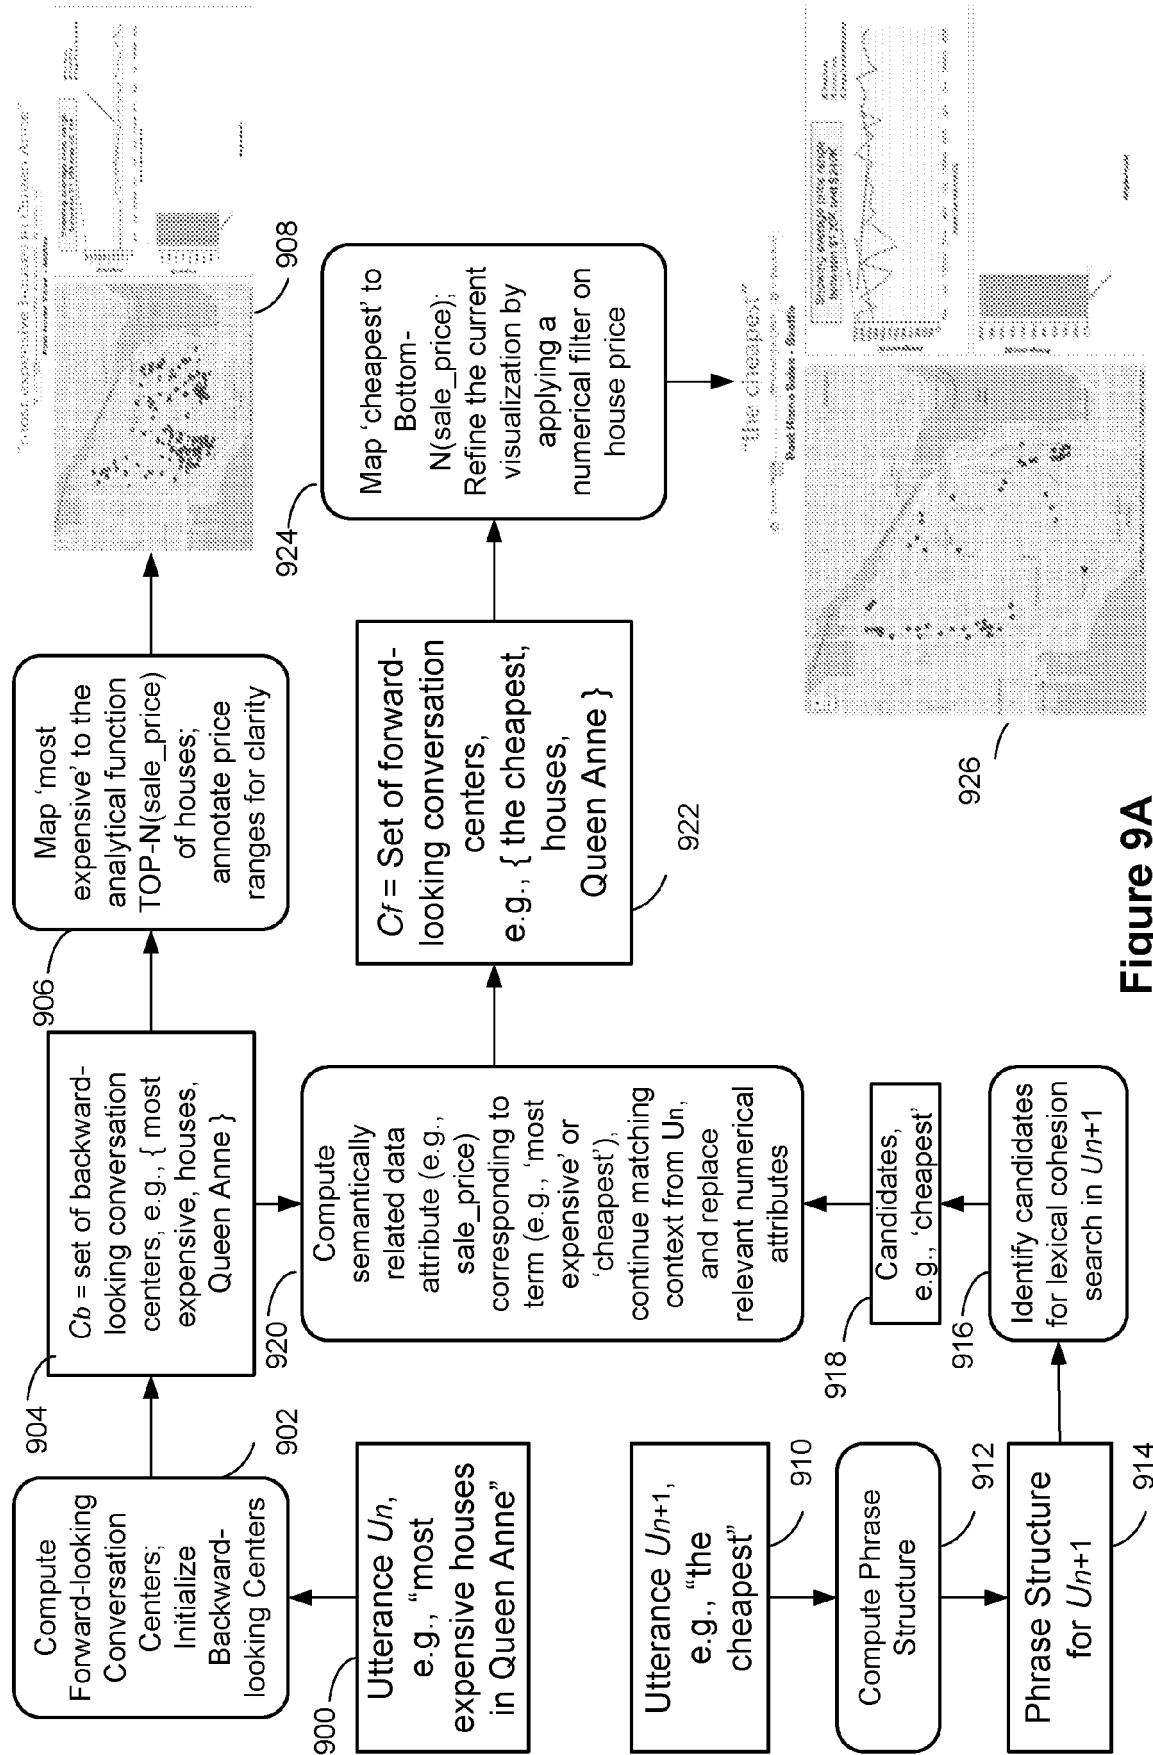 Compute
Forward-looking
Conversation
Centers;
Initialize
Backward-
looking Centers
902
Utterance Un,
e.g., “most
expensive houses
in Queen Anne”
900
904
Cb = set of backward-
looking conversation
centers, e.g., { most
expensive, houses,
Queen Anne }
906
Map ‘most
expensive’ to the
analytical function
TOP-N(sale_price)
of houses;
annotate price
ranges for clarity
908
Utterance Un+1,
e.g., “the
cheapest”
910
Compute Phrase
Structure
912
Phrase Structure
for Un+1
914
Identify candidates
for lexical cohesion
search in Un+1
916
Candidates,
e.g., ‘cheapest’
918
920
Compute
semantically
related data
attribute (e.g.,
sale_price)
corresponding to
term (e.g., ‘most
expensive’ or
‘cheapest’),
continue matching
context from Un,
and replace
relevant numerical
attributes
Cf = Set of forward-
looking conversation
centers,
e.g., { the cheapest,
houses,
Queen Anne }
922
924
Map ‘cheapest’ to
Bottom-
N(sale_price);
Refine the current
visualization by
applying a
numerical filter on
house price
“the cheapest”
926
Figure 9A